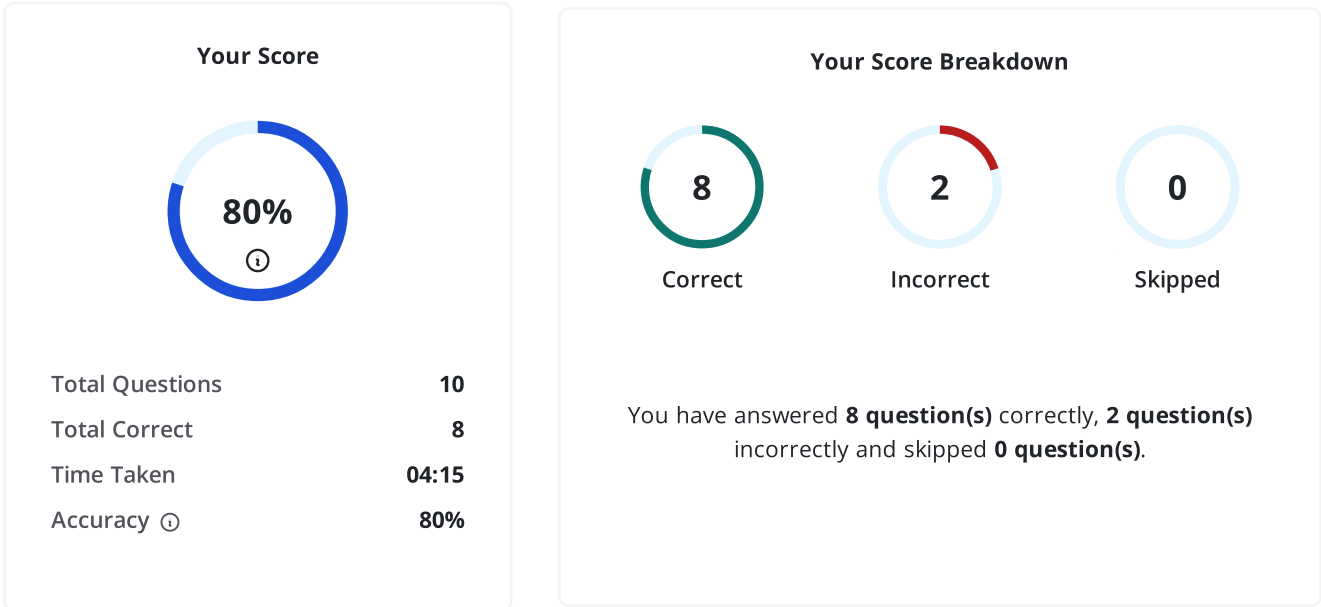 Your Score
80%
Total Questions 10
Total Correct 8
Time Taken 04:15
Accuracy 80%
Your Score Breakdown
8 2 0
Correct Incorrect Skipped
You have answered 8 question(s) correctly, 2 question(s)
incorrectly and skipped 0 question(s).